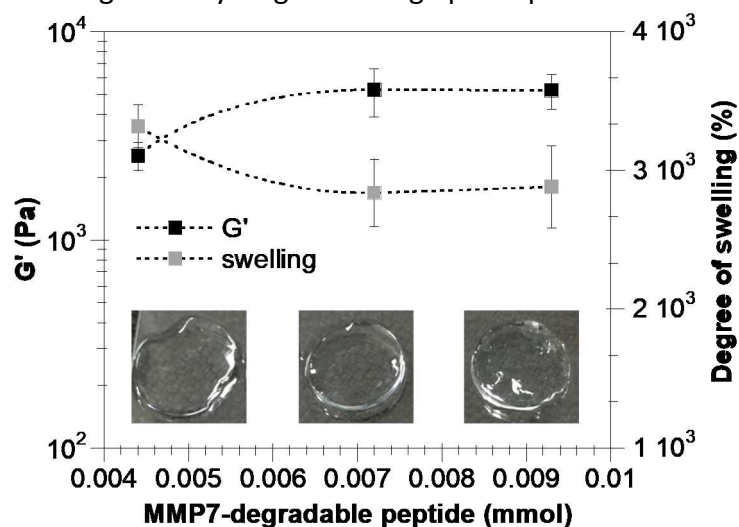 10⁴
4 10³
3 10³
10³
G'
swelling
2 10³
10²
1 10³
0.004 0.005 0.006 0.007 0.008 0.009 0.01
MMP7-degradable peptide (mmol)
G' (Pa)
Degree of swelling (%)